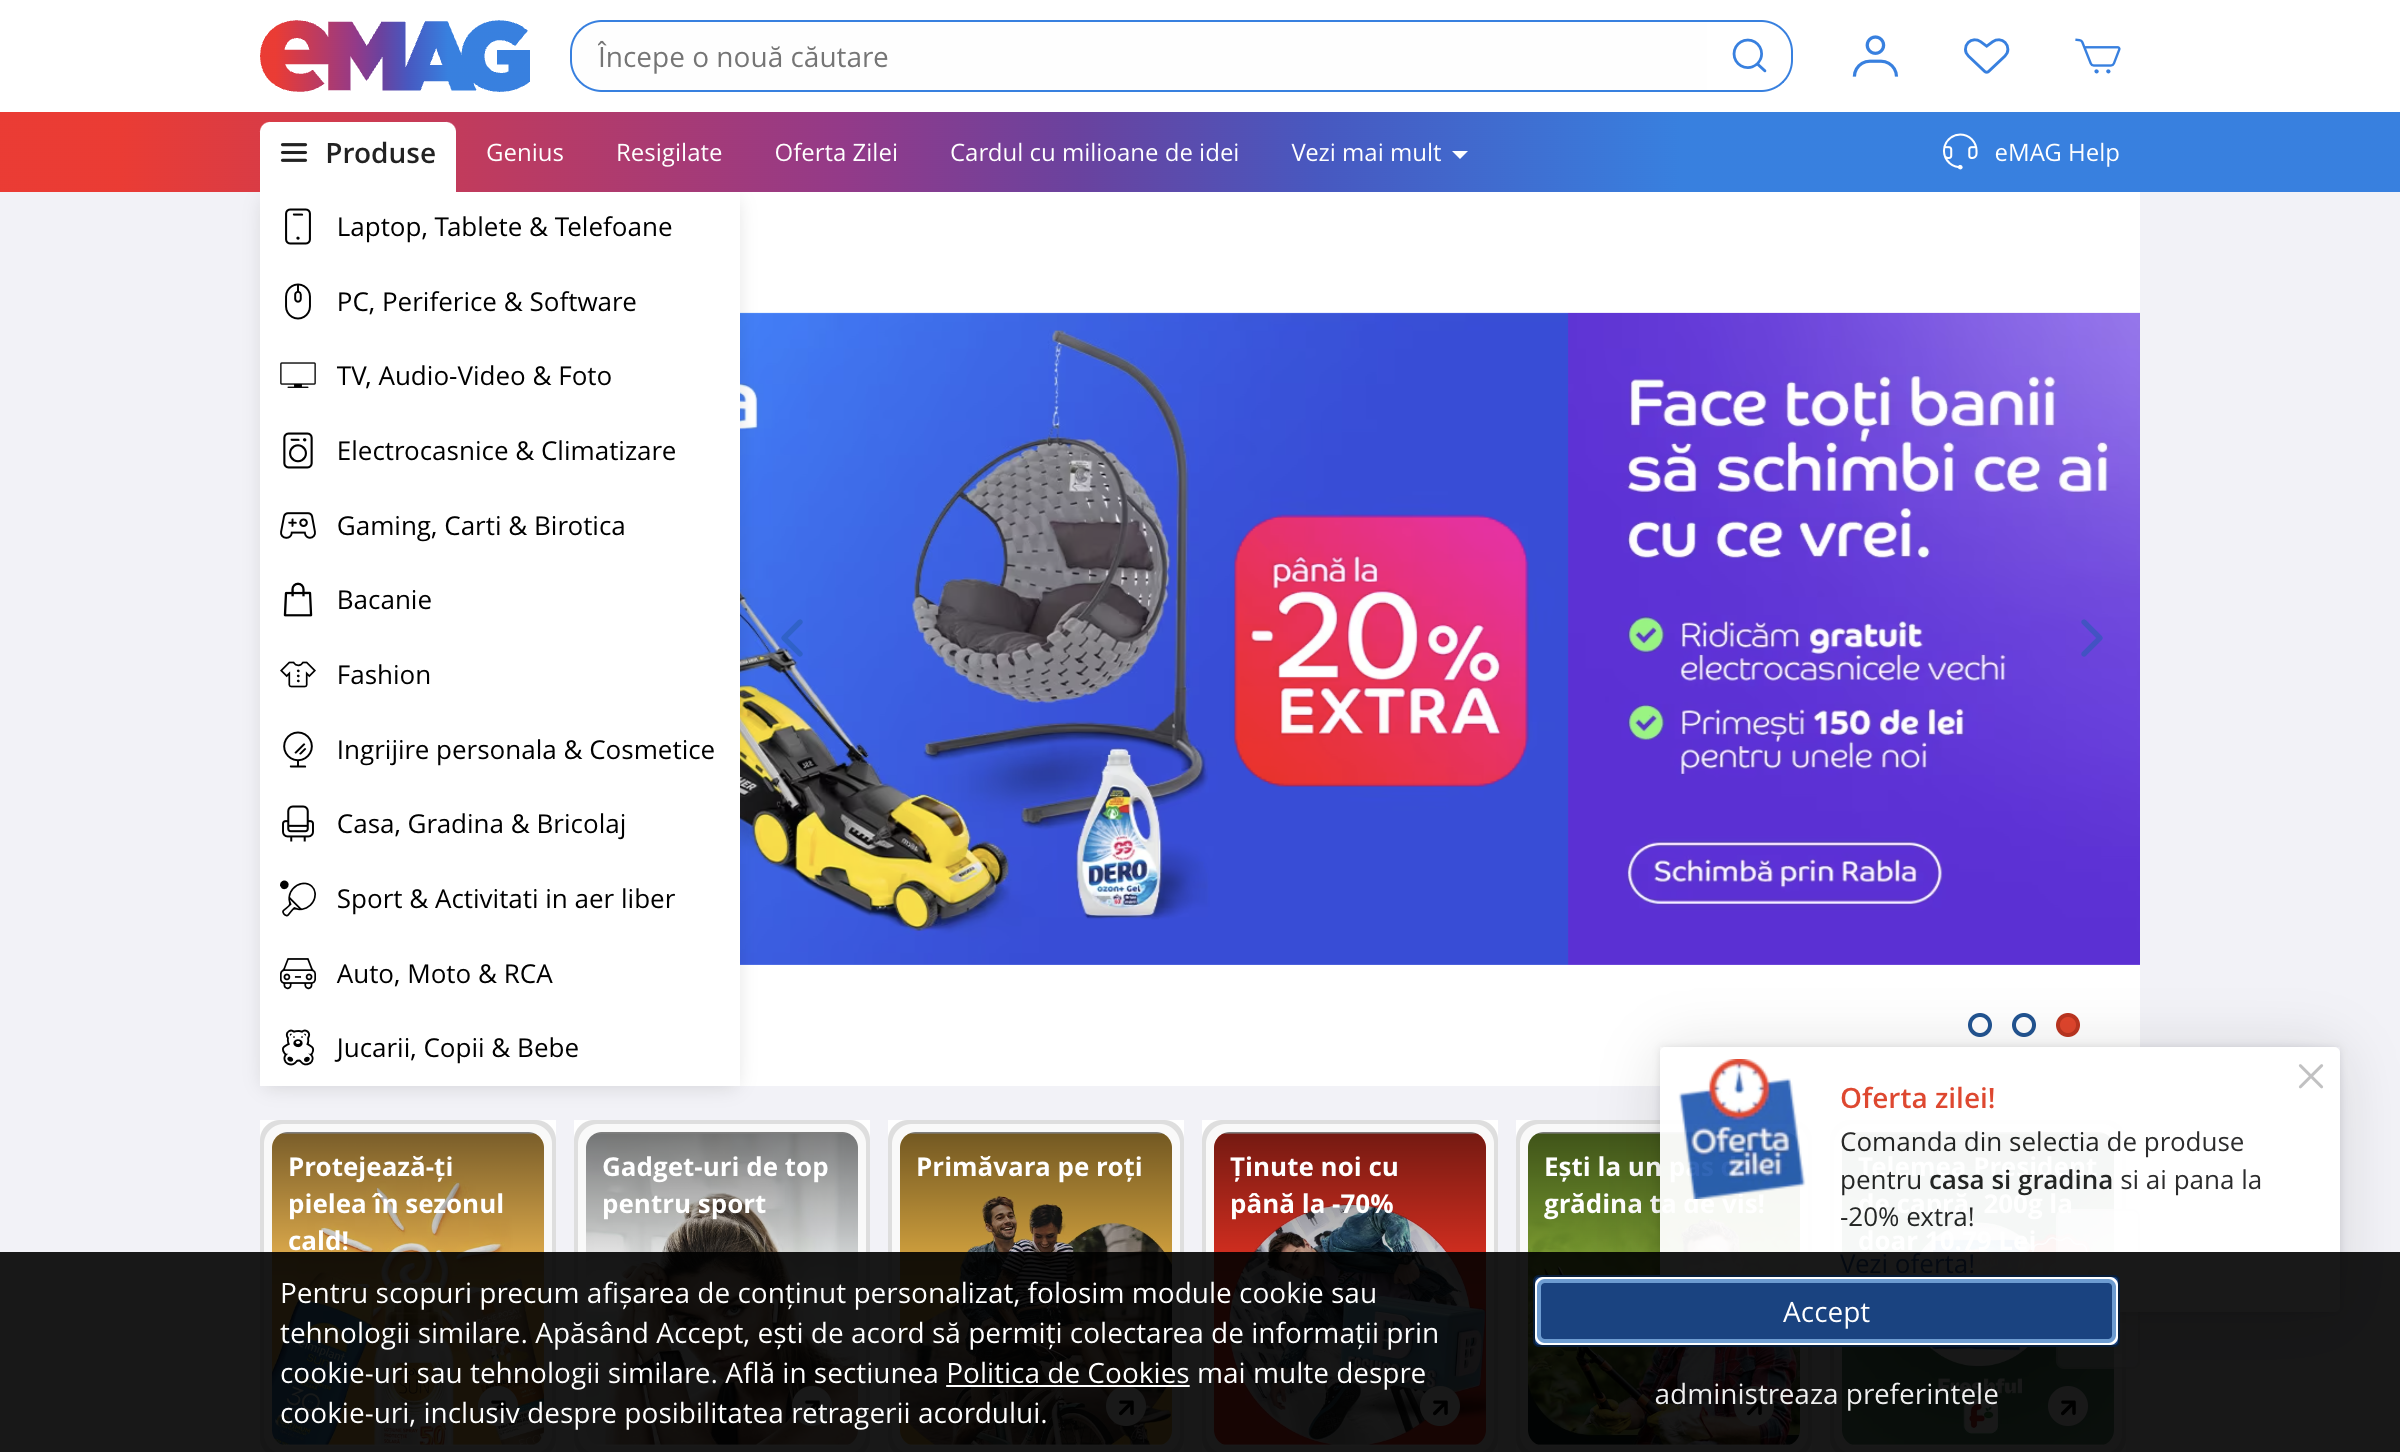 eMAG
Începe o nouă căutare
Produse
Genius
Resigilate
Oferta Zilei
Cardul cu milioane de idei
Vezi mai mult
eMAG Help
Laptop, Tablete & Telefoane
PC, Periferice & Software
TV, Audio-Video & Foto
Electrocasnice & Climatizare
Gaming, Carti & Birotica
Bacanie
Fashion
Ingrijire personala & Cosmetice
Casa, Gradina & Bricolaj
Sport & Activitati in aer liber
Auto, Moto & RCA
Jucarii, Copii & Bebe
până la
-20%
EXTRA
DERO
ozon+ Gel
Face toți banii
să schimbi ce ai
cu ce vrei.
Ridicăm gratuit
electrocasnicele vechi
Primești 150 de lei
pentru unele noi
Schimbă prin Rabla
Protejează-ți
pielea în sezonul
cald!
Gadget-uri de top
pentru sport
Primăvara pe roți
Ținute noi cu
până la -70%
Ești la un pas
grădina ta de vis!
Oferta
zilei
Oferta zilei!
Comanda din selectia de produse
pentru casa si gradina si ai pana la
-20% extra!
Vezi oferta!
Pentru scopuri precum afișarea de conținut personalizat, folosim module cookie sau
tehnologii similare. Apăsând Accept, ești de acord să permiți colectarea de informații prin
cookie-uri sau tehnologii similare. Află in sectiunea Politica de Cookies mai multe despre
cookie-uri, inclusiv despre posibilitatea retragerii acordului.
Accept
administreaza preferintele